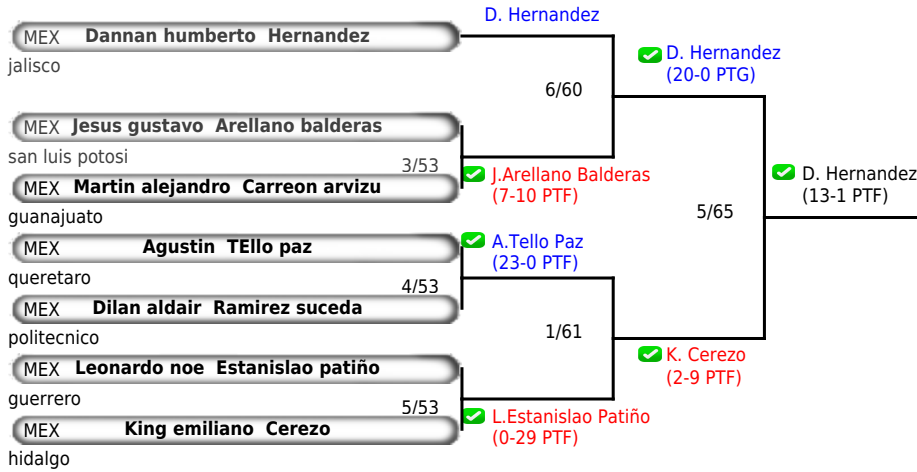 D. Hernandez
MEX Dannan humberto Hernandez
jalisco
D. Hernandez
(20-0 PTG)
6/60
MEX Jesus gustavo Arellano balderas
san luis potosi
3/53
J.Arellano Balderas
(7-10 PTF)
MEX Martin alejandro Carreon arvizu
guanajuato
D. Hernandez
(13-1 PTF)
5/65
MEX Agustin TEllo paz
queretaro
A.Tello Paz
(23-0 PTF)
4/53
MEX Dilan aldair Ramirez suceda
politecnico
1/61
K. Cerezo
(2-9 PTF)
MEX Leonardo noe Estanislao patiño
guerrero
5/53
L.Estanislao Patiño
(0-29 PTF)
MEX King emiliano Cerezo
hidalgo